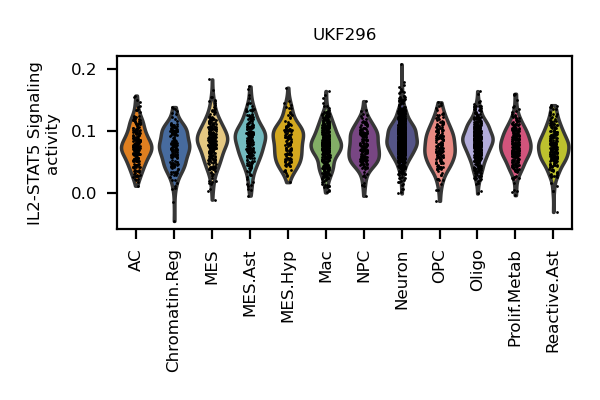 UKF296
IL2-STAT5 Signaling
activity
0.2
0.1
0.0
AC
Chromatin.Reg
MES
MES.Ast
MES.Hyp
Mac
NPC
Neuron
OPC
Oligo
Prolif.Metab
Reactive.Ast